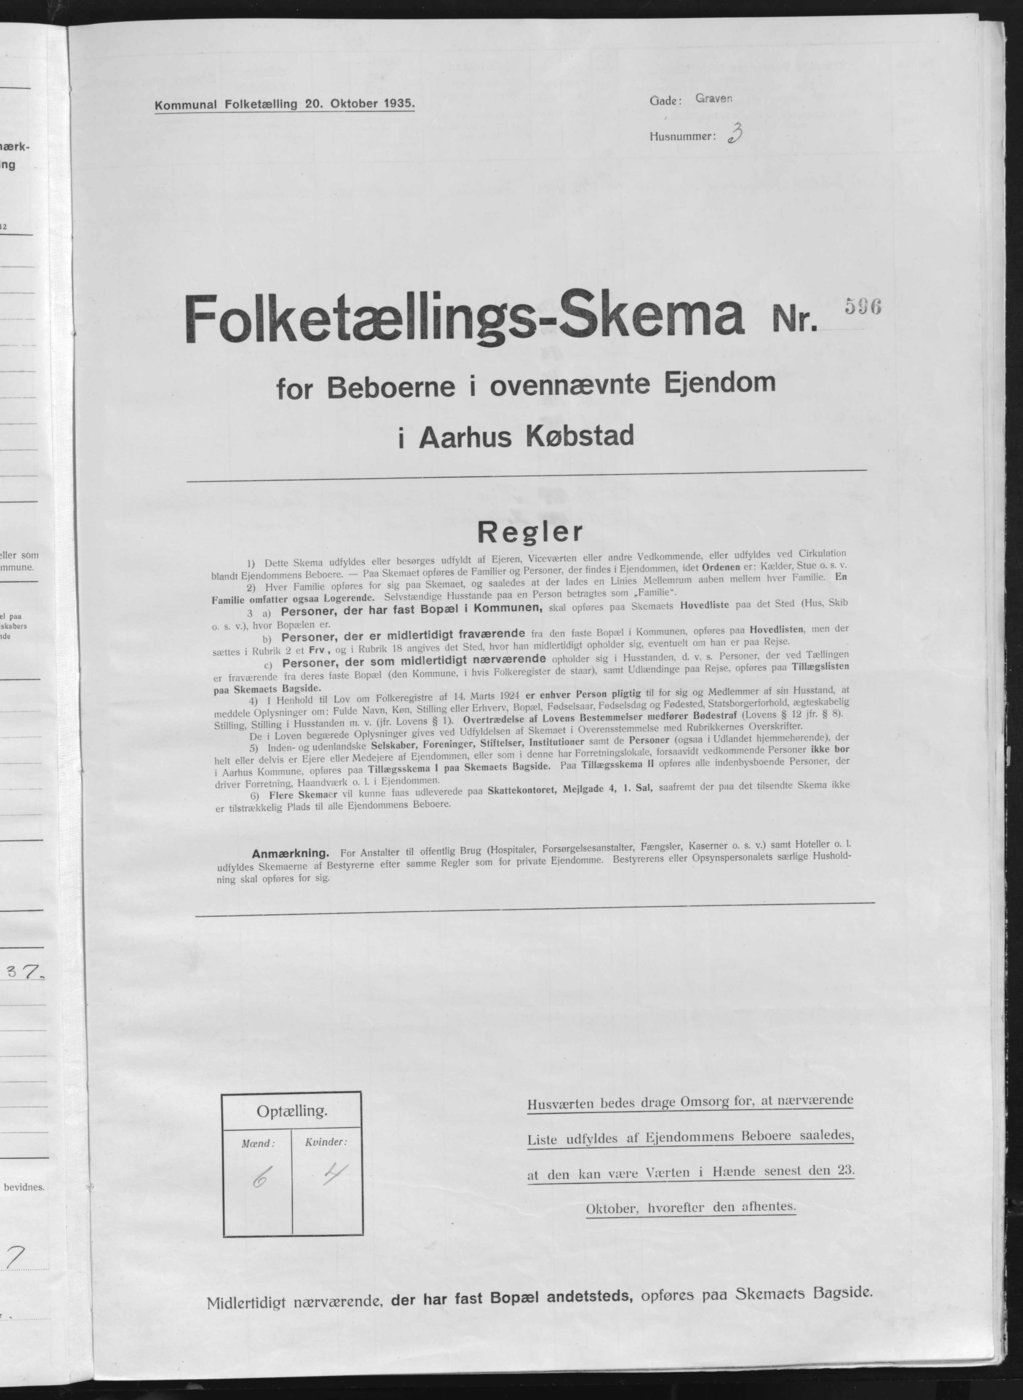 ærk-
ng
12
eller som
mmune.
el paa
skabers
nde
37.
bevidnes.
7
Kommunal Folketælling 20. Oktober 1935.
Gade: Graven
Husnummer: 3
Folketællings-Skema Nr. 596
for Beboerne i ovennævnte Ejendom
i Aarhus Købstad
Regler
1) Dette Skema udfyldes eller besørges udfyldt af Ejeren, Viceværten eller andre Vedkommende, eller udfyldes ved Cirkulation
blandt Ejendommens Beboere. — Paa Skemaet opføres de Familier og Personer, der findes i Ejendommen, idet Ordenen er: Kælder, Stue o. s. v.
2) Hver Familie opføres for sig paa Skemaet, og saaledes at der lades en Linies Mellemrum aaben mellem hver Familie. En
Familie omfatter ogsaa Logerende. Selvstændige Husstande paa en Person betragtes som „Familie“.
3 a) Personer, der har fast Bopæl i Kommunen, skal opføres paa Skemaets Hovedliste paa det Sted (Hus, Skib
o. s. v.), hvor Bopælen er.
b) Personer, der er midlertidigt fraværende fra den faste Bopæl i Kommunen, opføres paa Hovedlisten, men der
sættes i Rubrik 2 et Frv., og i Rubrik 18 angives det Sted, hvor han midlertidigt opholder sig, eventuelt om han er paa Rejse.
c) Personer, der som midlertidigt nærværende opholder sig i Husstanden, d. v. s. Personer, der ved Tællingen
er fraværende fra deres faste Bopæl (den Kommune, i hvis Folkeregister de staar), samt Udlændinge paa Rejse, opføres paa Tillægslisten
paa Skemaets Bagside.
4) I Henhold til Lov om Folkeregistre af 14. Marts 1924 er enhver Person pligtig til for sig og Medlemmer af sin Husstand, at
meddele Oplysninger om: Fulde Navn, Køn, Stilling eller Erhverv, Bopæl, Fødselsaar, Fødselsdag og Fødested, Statsborgerforhold, ægteskabelig
Stilling, Stilling i Husstanden m. v. (jfr. Lovens § 1). Overtrædelse af Lovens Bestemmelser medfører Bødestraf (Lovens § 12 jfr. § 8).
De i Loven begærede Oplysninger gives ved Udfyldelsen af Skemaet i Overensstemmelse med Rubrikkernes Overskrifter.
5) Inden- og udenlandske Selskaber, Foreninger, Stiftelser, Institutioner samt de Personer (ogsaa i Udlandet hjemmehørende), der
helt eller delvis er Ejere eller Medejere af Ejendommen, eller som i denne har Forretningslokale, forsaavidt vedkommende Personer ikke bor
i Aarhus Kommune, opføres paa Tillægsskema I paa Skemaets Bagside. Paa Tillægsskema II opføres alle indenbysboende Personer, der
driver Forretning, Haandværk o. l. i Ejendommen.
6) Flere Skemaer vil kunne faas udleverede paa Skattekontoret, Mejlgade 4, 1. Sal, saafremt der paa det tilsendte Skema ikke
er tilstrækkelig Plads til alle Ejendommens Beboere.
Anmærkning. For Anstalter til offentlig Brug (Hospitaler, Forsørgelsesanstalter, Fængsler, Kaserner o. s. v.) samt Hoteller o. l.
udfyldes Skemaerne af Bestyrerne efter samme Regler som for private Ejendomme. Bestyrerens eller Opsynspersonalets særlige Hushold-
ning skal opføres for sig.
Optælling.
Mænd: Kvinder:
6 4
Husværten bedes drage Omsorg for, at nærværende
Liste udfyldes af Ejendommens Beboere saaledes,
at den kan være Værten i Hænde senest den 23.
Oktober, hvorefter den afhentes.
Midlertidigt nærværende, der har fast Bopæl andetsteds, opføres paa Skemaets Bagside.